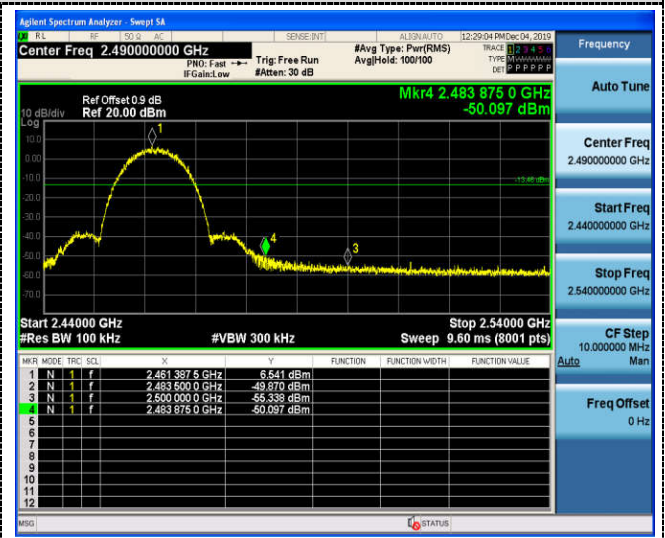 Agilent Spectrum Analyzer - Swept SA
RL RF 50 Ω AC SENSE:INT ALIGN AUTO 12:29:04 PM Dec 04, 2019
Center Freq 2.490000000 GHz
PNO: Fast
IFGain:Low
Trig: Free Run
#Atten: 30 dB
#Avg Type: Pwr(RMS)
Avg|Hold: 100/100
TRACE 1 2 3 4 5 6
TYPE
DET P P P P P P
Ref Offset 0.9 dB
10 dB/div Ref 20.00 dBm
Log
Mkr4 2.483 875 0 GHz
-50.097 dBm
10.0
0.00
-10.0
-20.0
-30.0
-40.0
-50.0
-60.0
-70.0
1
4
3
Start 2.44000 GHz
Stop 2.54000 GHz
#Res BW 100 kHz
#VBW 300 kHz
Sweep 9.60 ms (8001 pts)
MKR MODE TRC SCL X Y FUNCTION FUNCTION WIDTH FUNCTION VALUE
1 N 1 f 2.461 387 5 GHz 6.541 dBm
2 N 1 f 2.483 500 0 GHz -49.870 dBm
3 N 1 f 2.500 000 0 GHz -55.338 dBm
4 N 1 f 2.483 875 0 GHz -50.097 dBm
5
6
7
8
9
10
11
12
MSG
STATUS
Frequency
Auto Tune
Center Freq
2.490000000 GHz
Start Freq
2.440000000 GHz
Stop Freq
2.540000000 GHz
CF Step
10.000000 MHz
Auto Man
Freq Offset
0 Hz